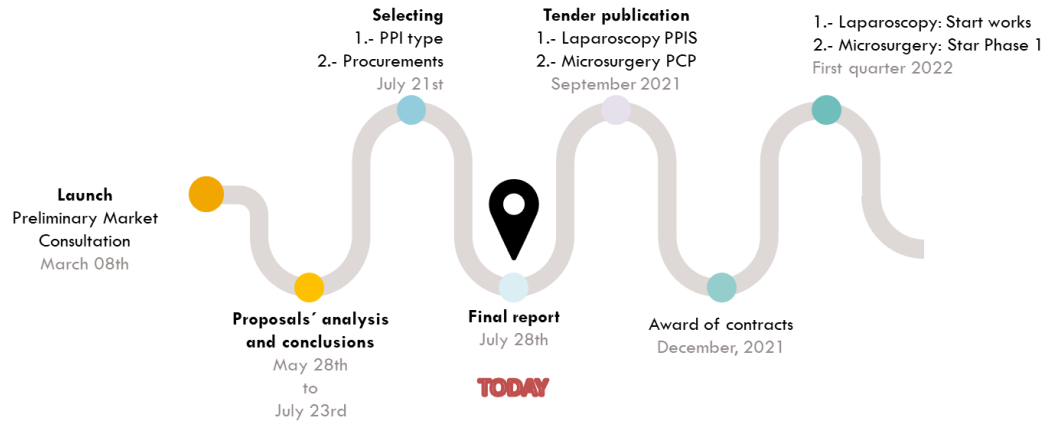 Launch
Preliminary Market
Consultation
March 08th
Proposals´ analysis
and conclusions
May 28th
to
July 23rd
Selecting
1.- PPI type
2.- Procurements
July 21st
Final report
July 28th
TODAY
Tender publication
1.- Laparoscopy PPIS
2.- Microsurgery PCP
September 2021
Award of contracts
December, 2021
1.- Laparoscopy: Start works
2.- Microsurgery: Star Phase 1
First quarter 2022